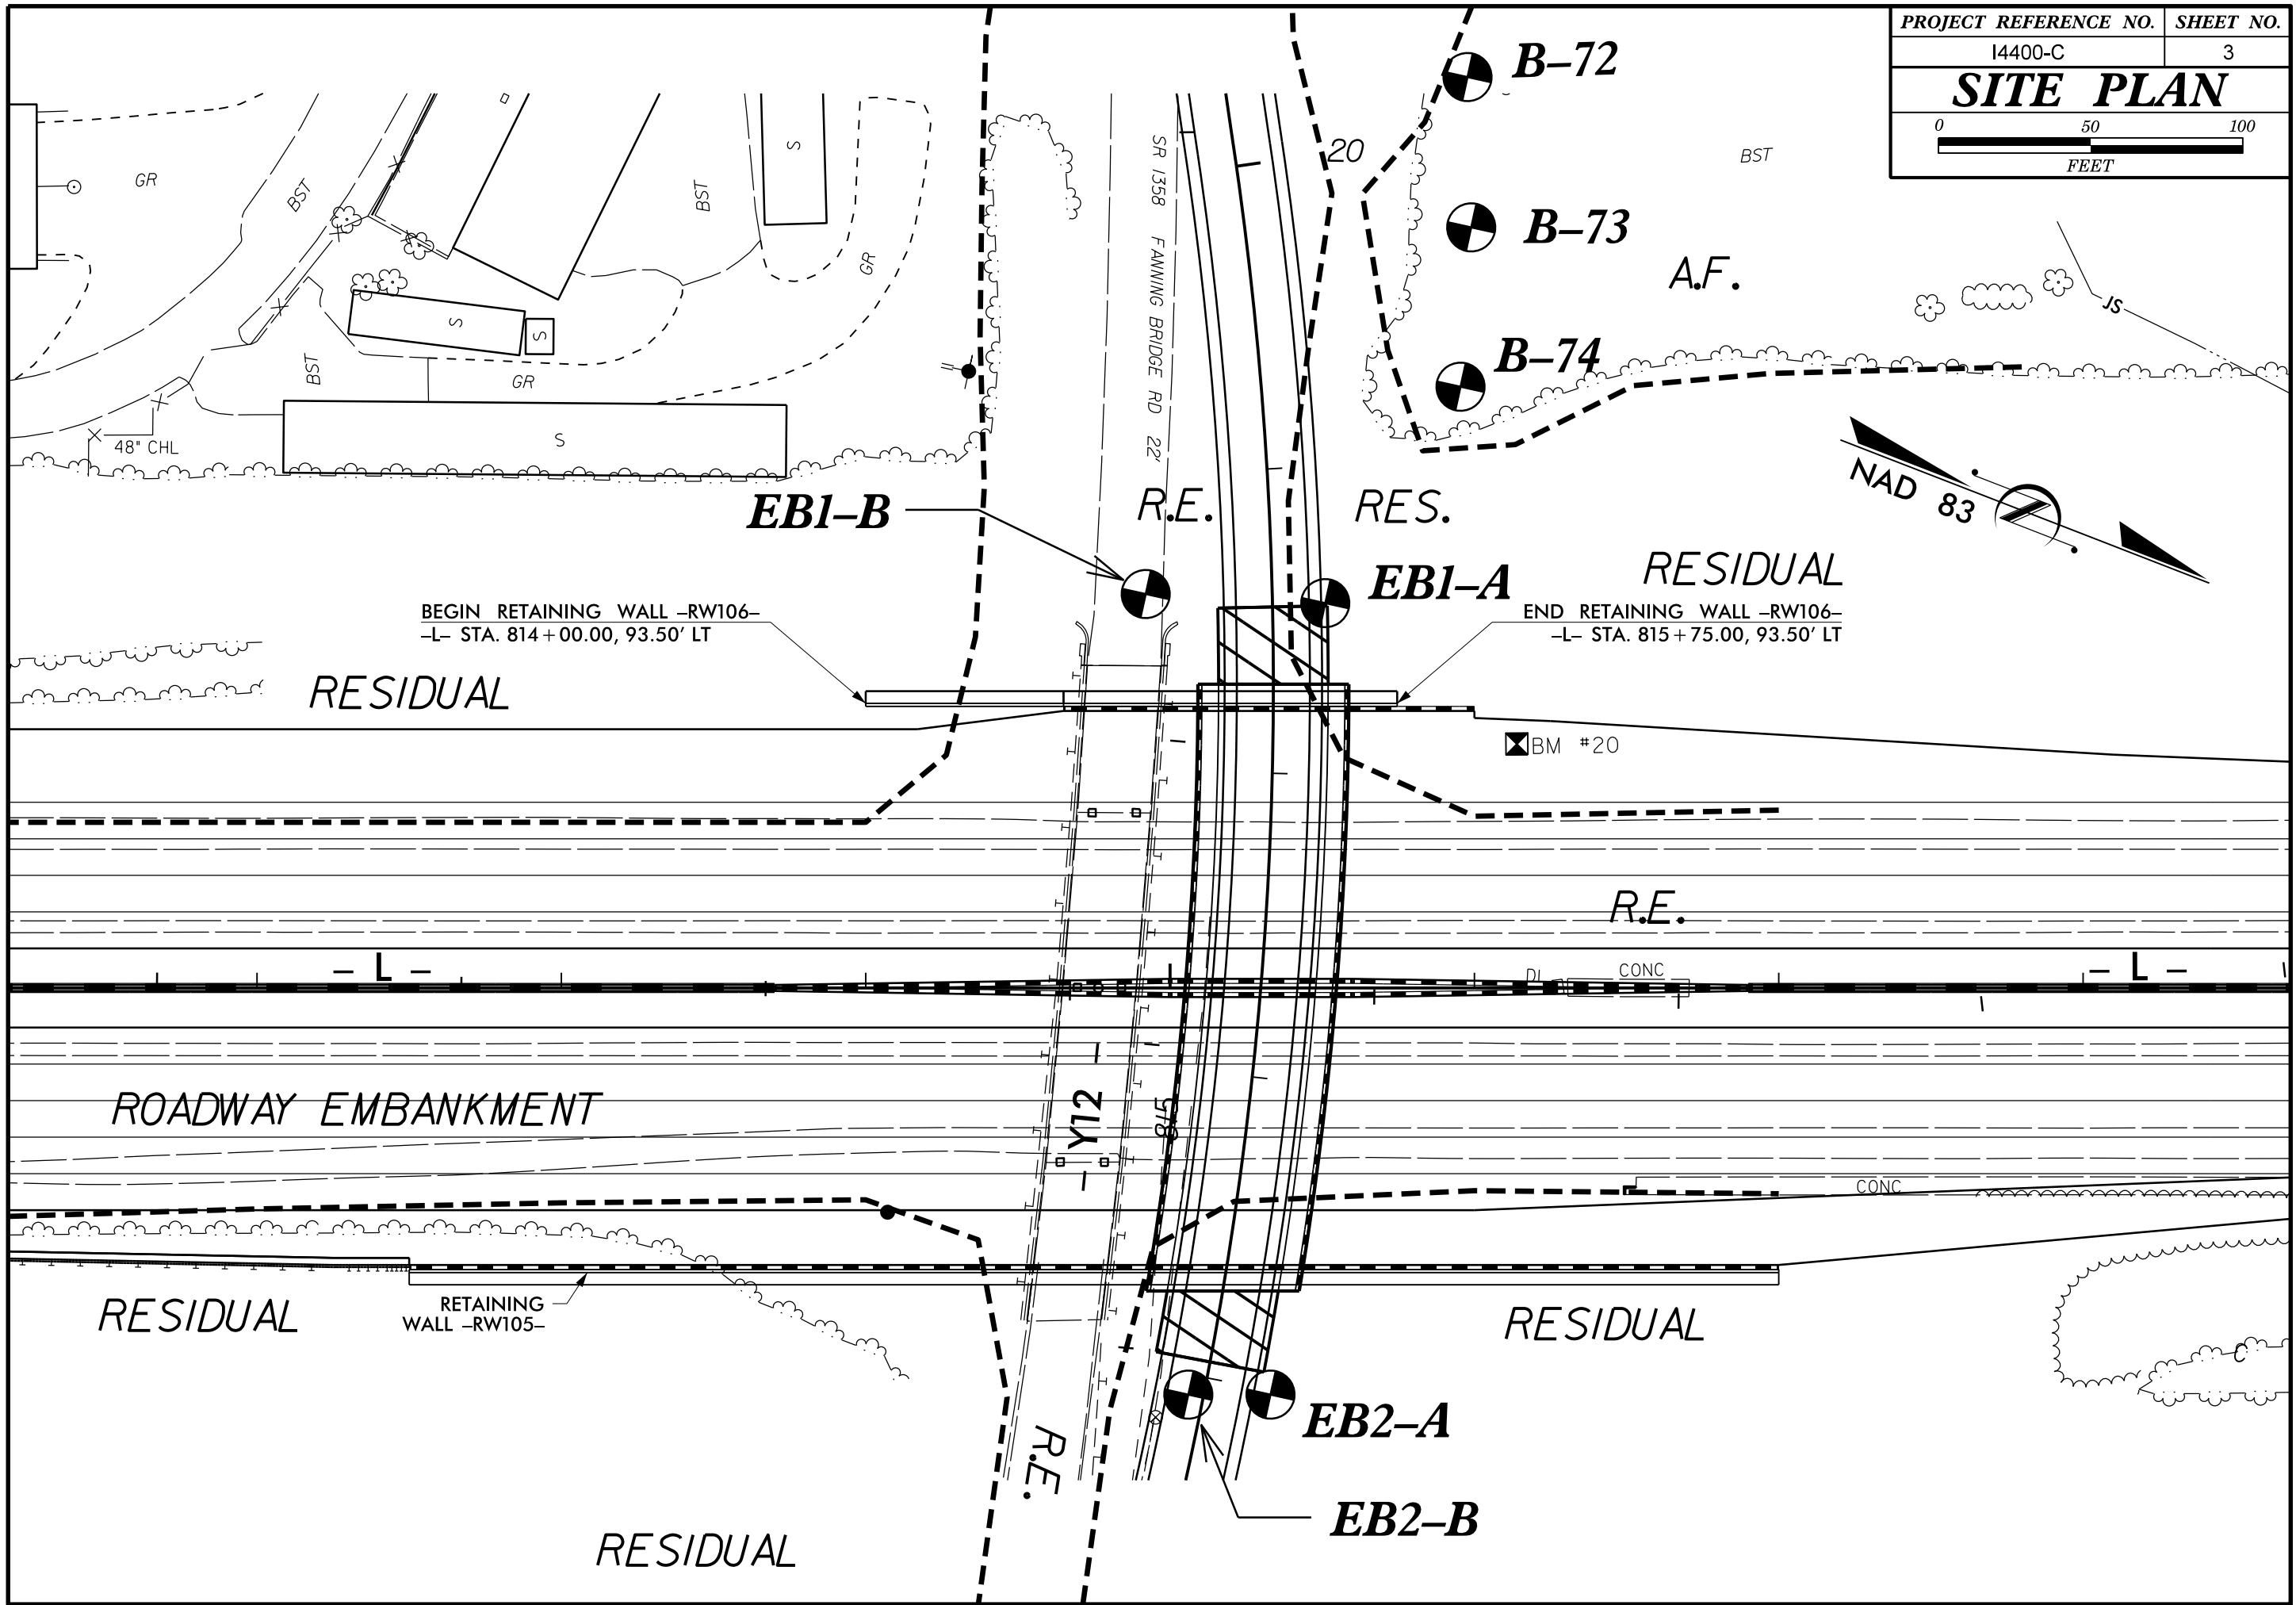 PROJECT REFERENCE NO. SHEET NO.
I4400-C 3
SITE PLAN
0 50 100
FEET
B-72
20
BST
GR
BST
S
BST
SR 1358 FANNING BRIDGE RD 22'
B-73
A.F.
GR
JS
S
S
B-74
BST
GR
48" CHL
S
NAD 83
EB1-B
R.E.
RES.
RESIDUAL
EB1-A
BEGIN RETAINING WALL -RW106-
-L- STA. 814+00.00, 93.50' LT
END RETAINING WALL -RW106-
-L- STA. 815+75.00, 93.50' LT
RESIDUAL
BM #20
R.E.
- L -
DI
CONC
- L -
ROADWAY EMBANKMENT
- Y12 -
815
CONC
RESIDUAL
RETAINING
WALL -RW105-
RESIDUAL
C
EB2-A
R.E.
EB2-B
RESIDUAL